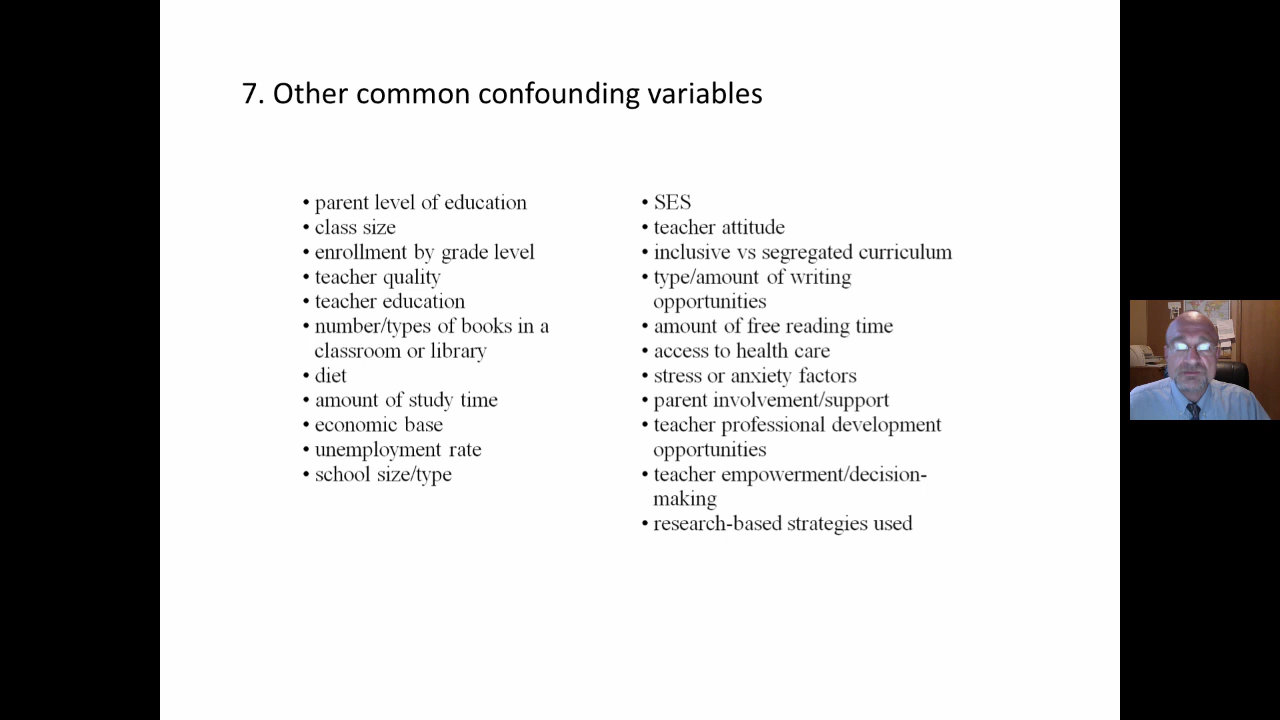 7. Other common confounding variables
• parent level of education
• class size
• enrollment by grade level
• teacher quality
• teacher education
• number/types of books in a
classroom or library
• diet
• amount of study time
• economic base
• unemployment rate
• school size/type
• SES
• teacher attitude
• inclusive vs segregated curriculum
• type/amount of writing
opportunities
• amount of free reading time
• access to health care
• stress or anxiety factors
• parent involvement/support
• teacher professional development
opportunities
• teacher empowerment/decision-
making
• research-based strategies used